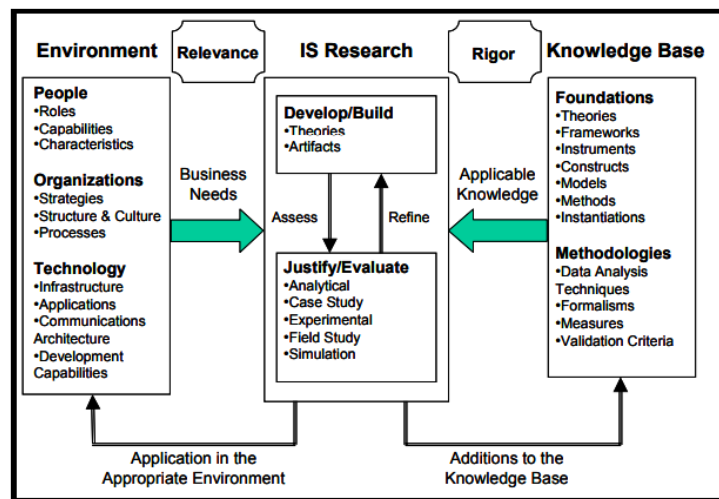 Environment
Relevance
IS Research
Rigor
Knowledge Base
People
•Roles
•Capabilities
•Characteristics
Organizations
•Strategies
•Structure & Culture
•Processes
Technology
•Infrastructure
•Applications
•Communications
Architecture
•Development
Capabilities
Business
Needs
Develop/Build
•Theories
•Artifacts
Assess
Refine
Justify/Evaluate
•Analytical
•Case Study
•Experimental
•Field Study
•Simulation
Applicable
Knowledge
Foundations
•Theories
•Frameworks
•Instruments
•Constructs
•Models
•Methods
•Instantiations
Methodologies
•Data Analysis
Techniques
•Formalisms
•Measures
•Validation Criteria
Application in the
Appropriate Environment
Additions to the
Knowledge Base